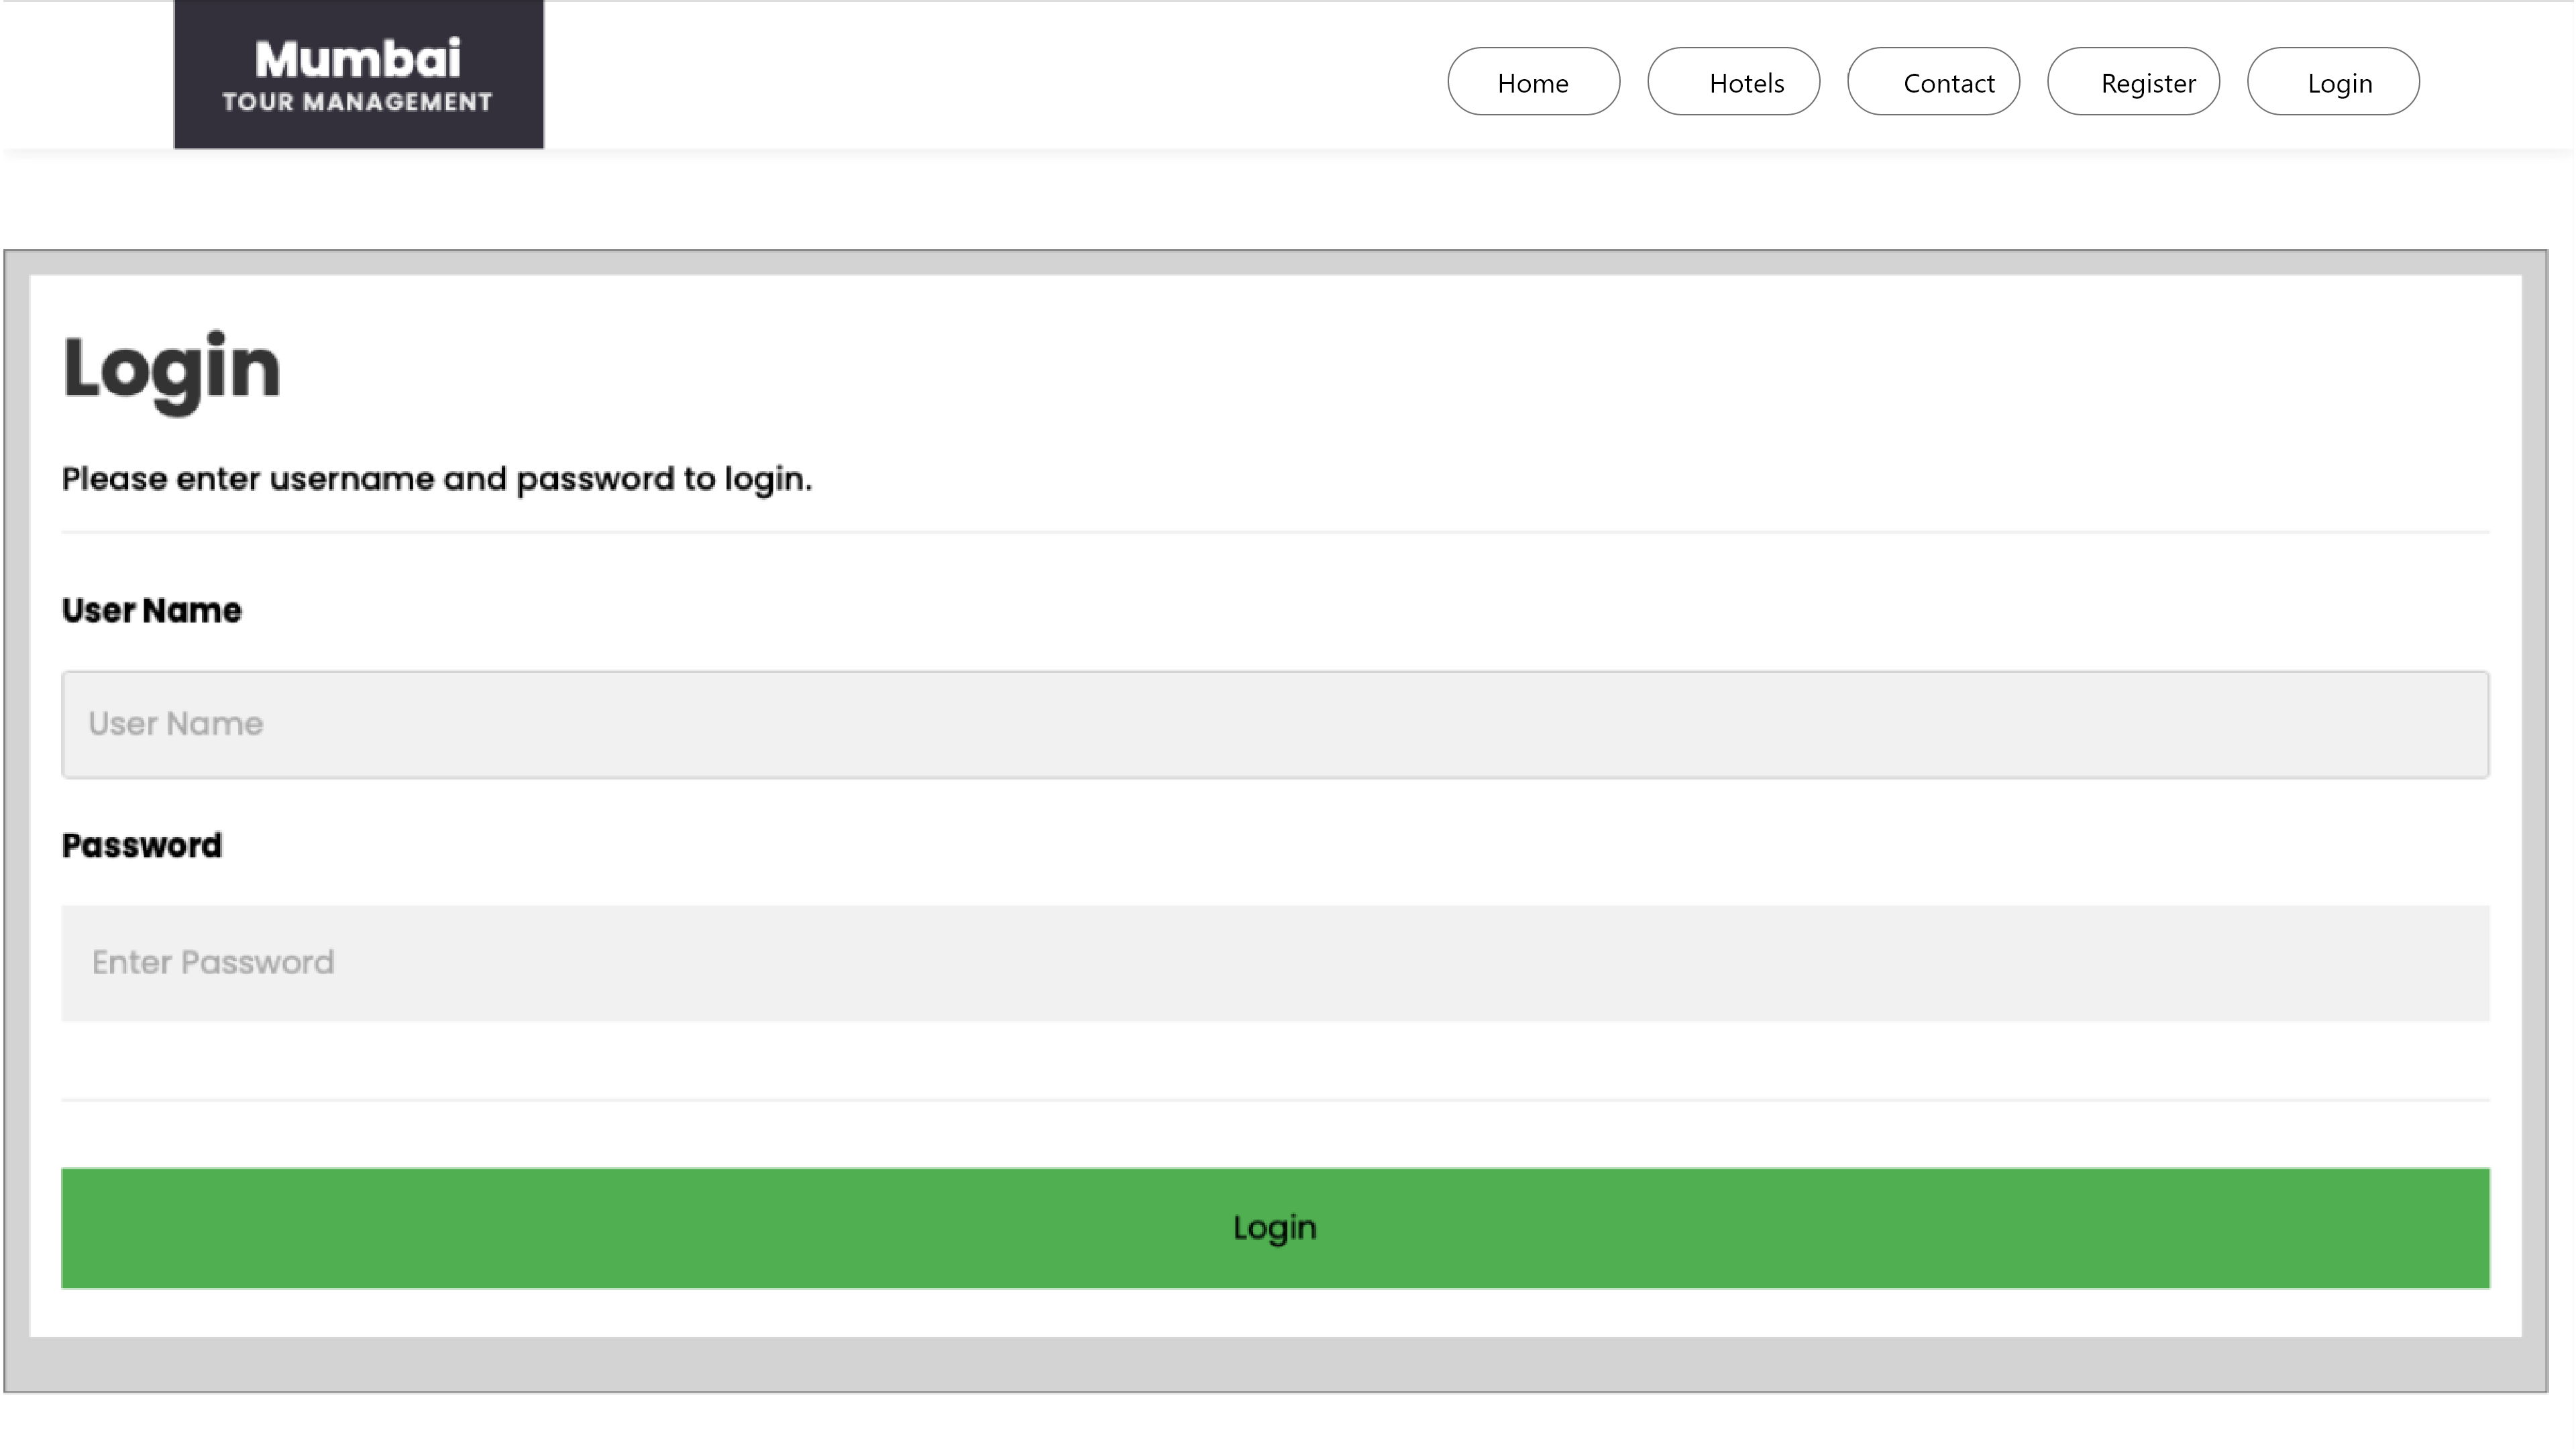 Mumbai
TOUR MANAGEMENT
Home
Hotels
Contact
Register
Login
Login
Please enter username and password to login.
User Name
User Name
Password
Enter Password
Login